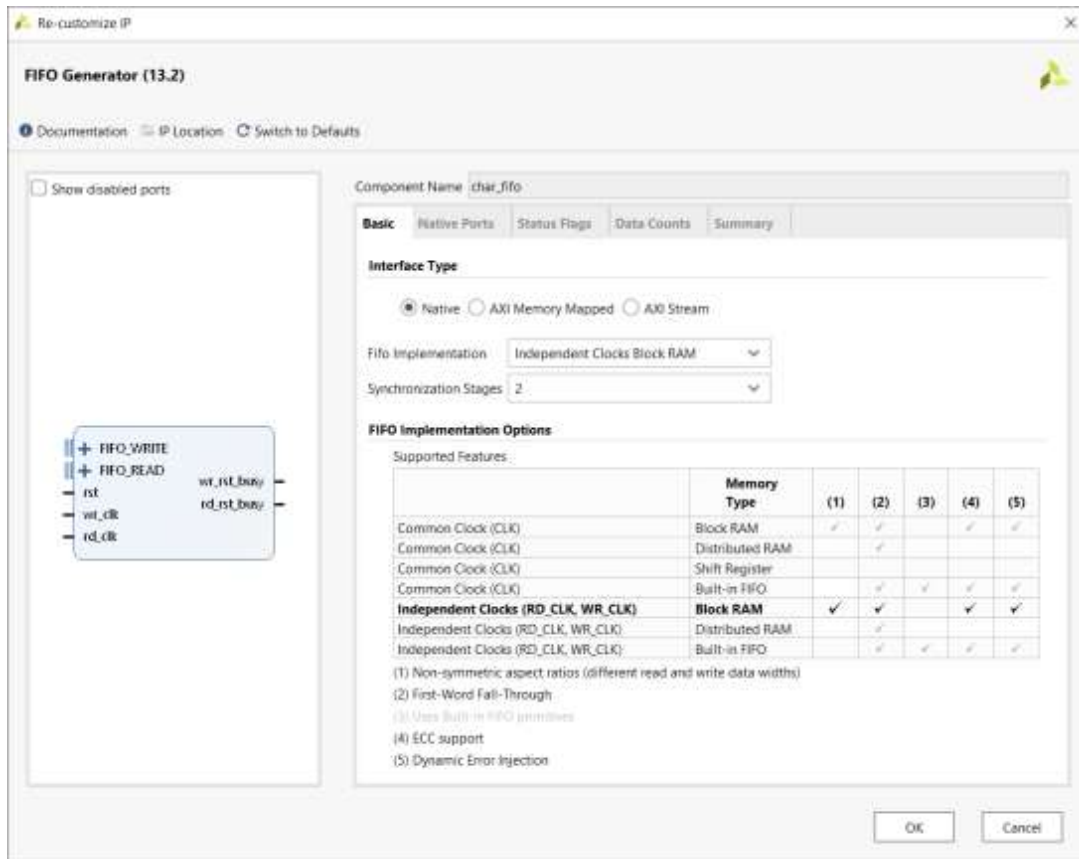 Re-customize IP
FIFO Generator (13.2)
Documentation IP Location Switch to Defaults
Show disabled ports
FIFO_WRITE
FIFO_READ
rst
wr_clk
rd_clk
wr_rst_busy
rd_rst_busy
Component Name char_fifo
Basic Native Ports Status Flags Data Counts Summary
Interface Type
Native AXI Memory Mapped AXI Stream
Fifo Implementation Independent Clocks Block RAM
Synchronization Stages 2
FIFO Implementation Options
Supported Features
Memory Type (1) (2) (3) (4) (5)
Common Clock (CLK) Block RAM ✓ ✓ ✓ ✓
Common Clock (CLK) Distributed RAM ✓
Common Clock (CLK) Shift Register
Common Clock (CLK) Built-in FIFO ✓ ✓ ✓ ✓
Independent Clocks (RD_CLK, WR_CLK) Block RAM ✓ ✓ ✓ ✓
Independent Clocks (RD_CLK, WR_CLK) Distributed RAM ✓
Independent Clocks (RD_CLK, WR_CLK) Built-in FIFO ✓ ✓ ✓ ✓
(1) Non-symmetric aspect ratios (different read and write data widths)
(2) First-Word Fall-Through
(3) Uses Built-in FIFO primitives
(4) ECC support
(5) Dynamic Error Injection
OK Cancel